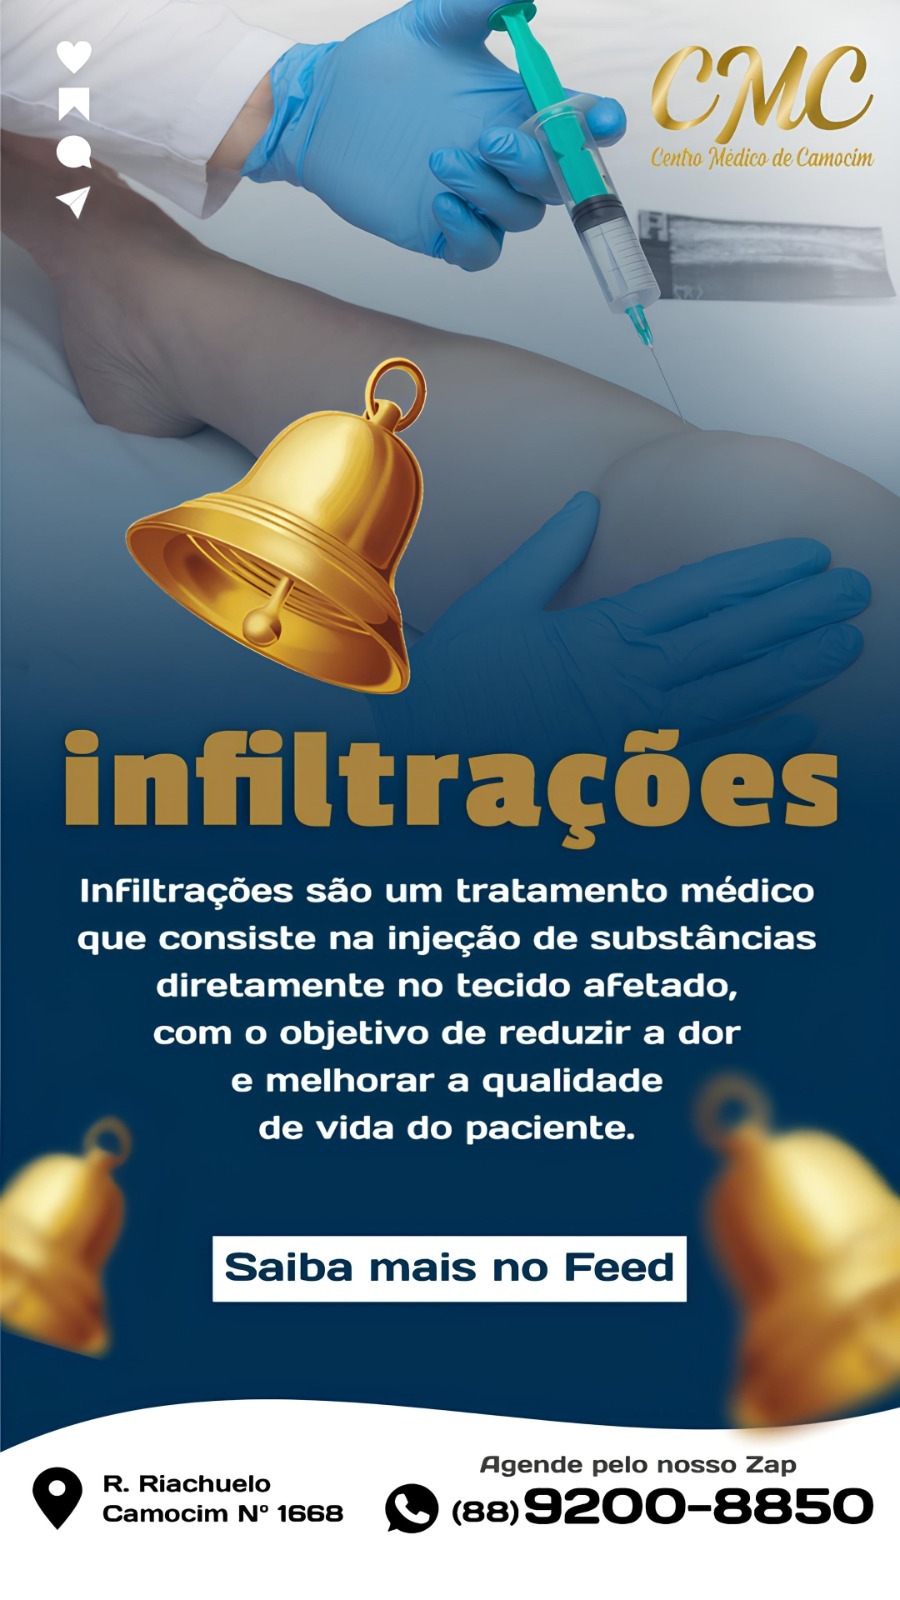 CMC
Centro Médico de Camocim
infiltrações
Infiltrações são um tratamento médico
que consiste na injeção de substâncias
diretamente no tecido afetado,
com o objetivo de reduzir a dor
e melhorar a qualidade
de vida do paciente.
Saiba mais no Feed
R. Riachuelo
Camocim Nº 1668
Agende pelo nosso Zap
(88) 9200-8850